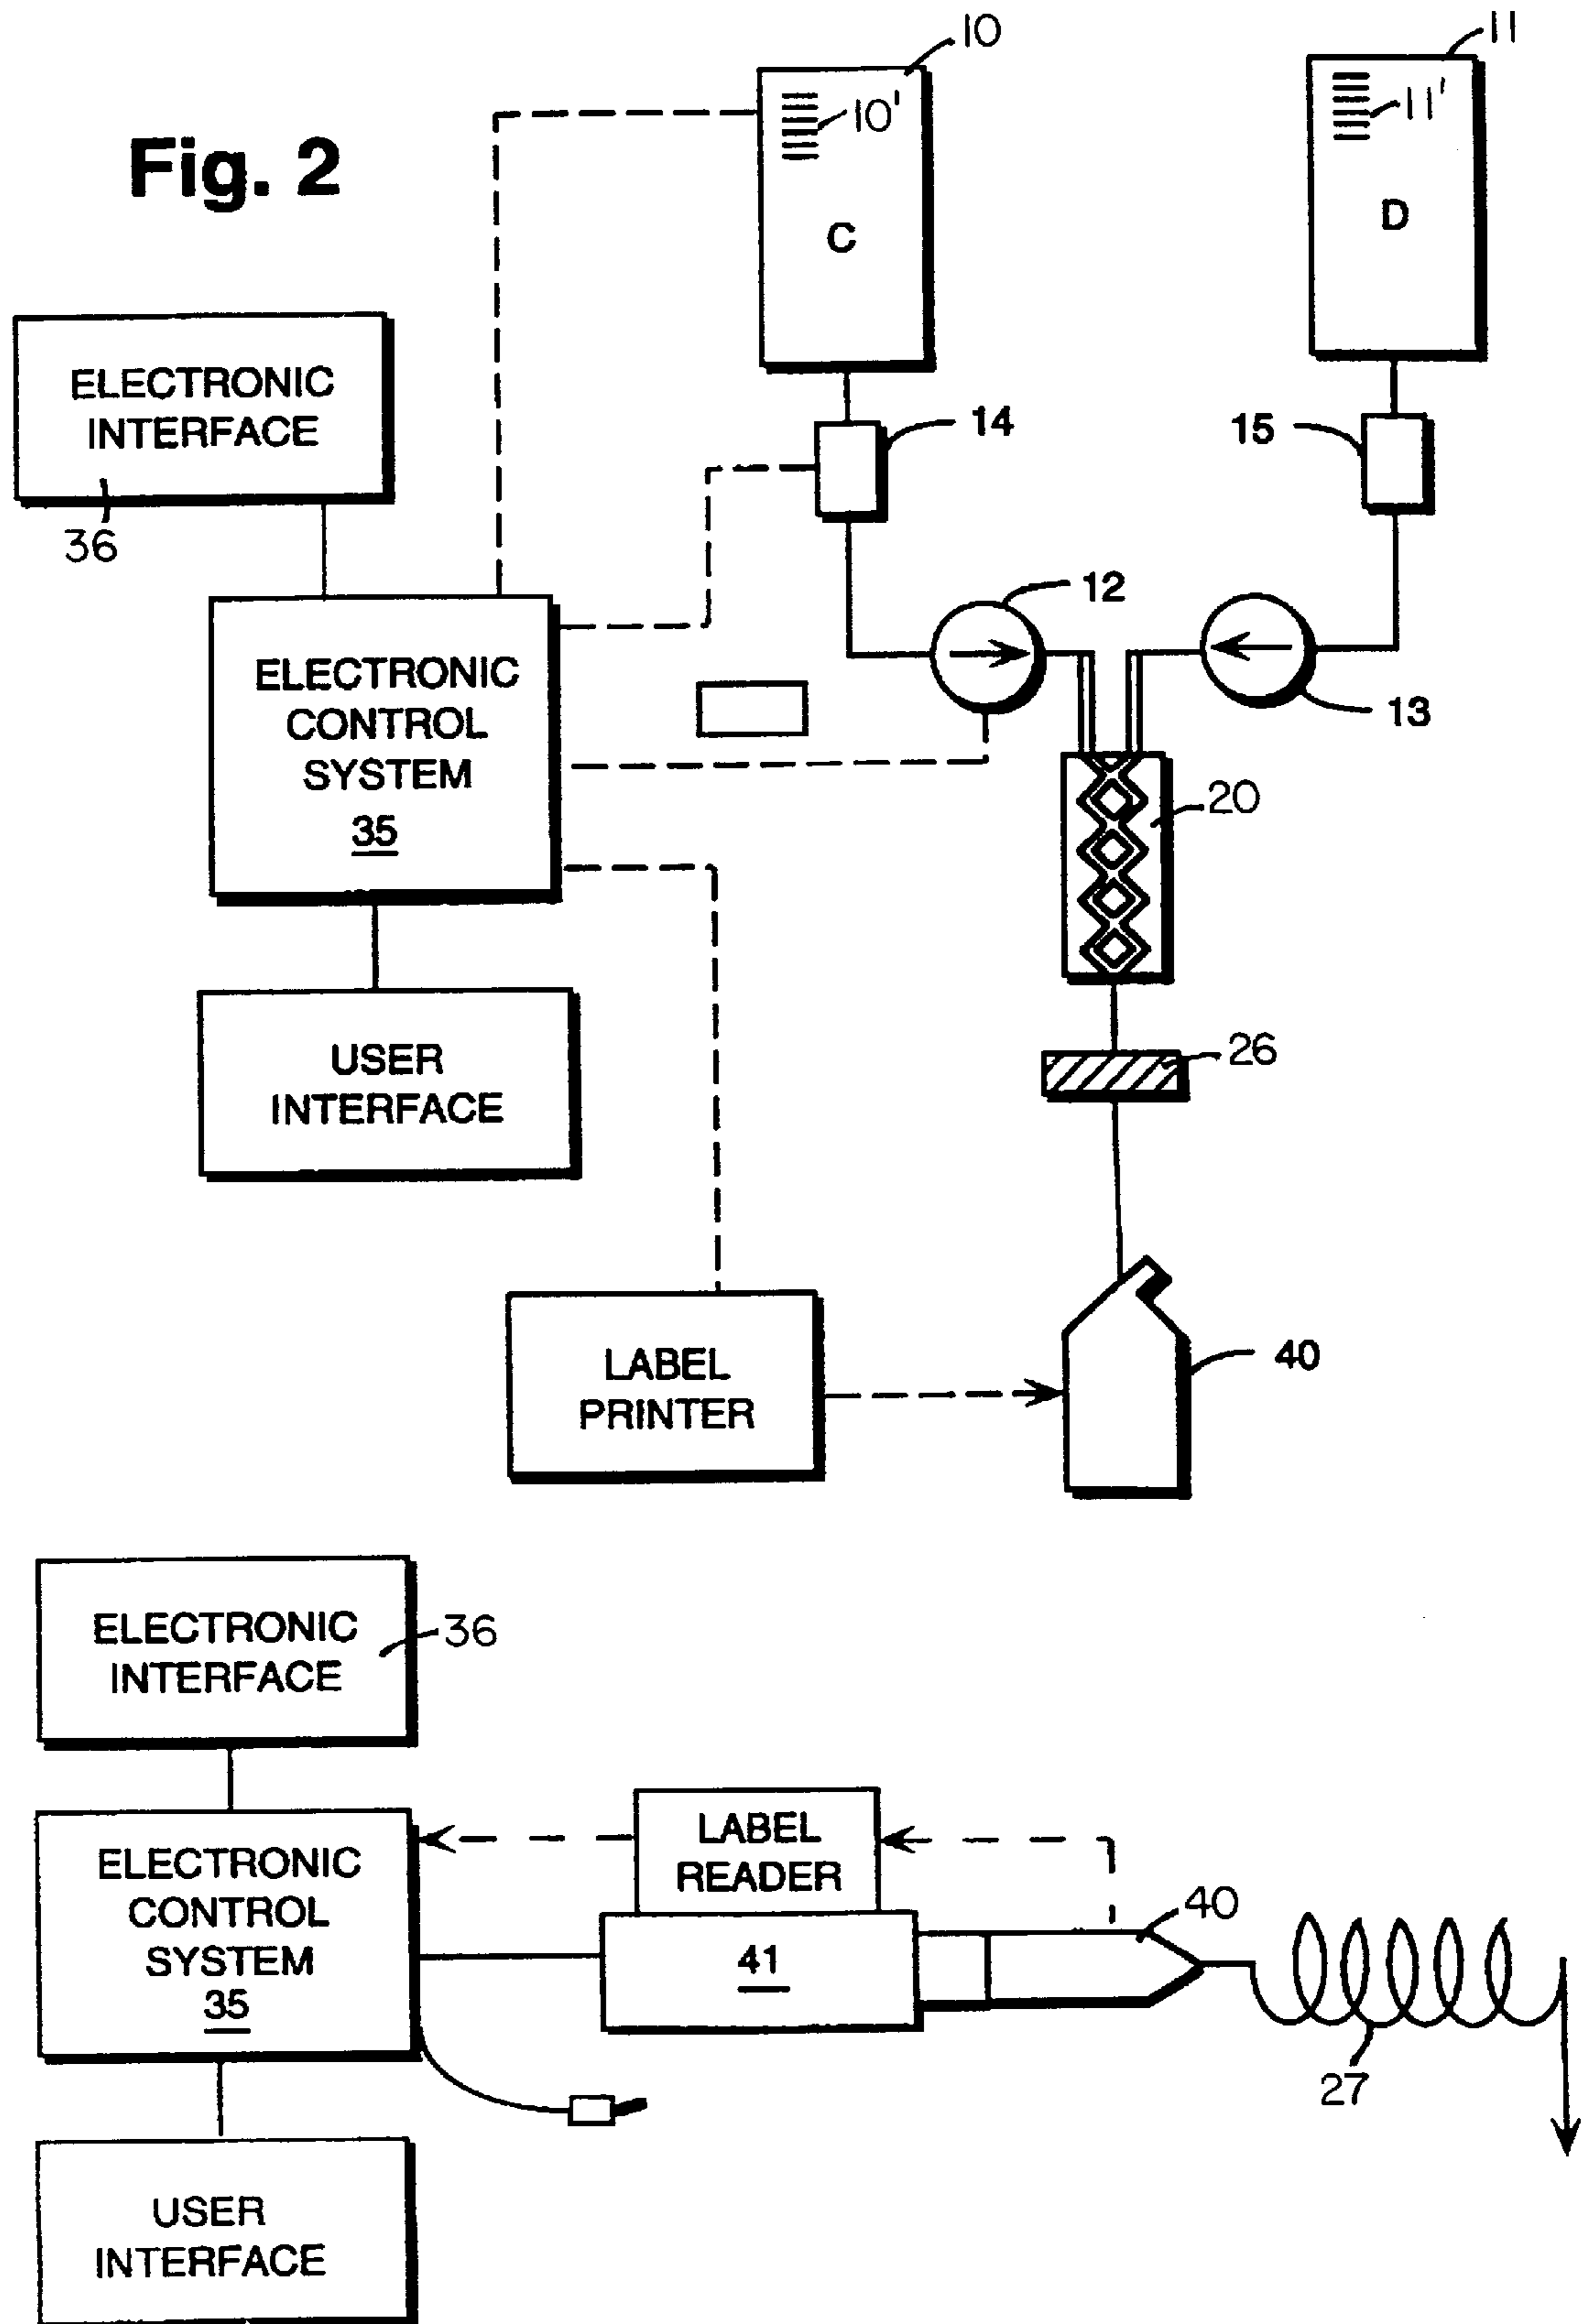 Fig. 2
10
10'
C
11
11'
D
ELECTRONIC
INTERFACE
36
14
15
12
13
ELECTRONIC
CONTROL
SYSTEM
35
20
USER
INTERFACE
26
LABEL
PRINTER
40
ELECTRONIC
INTERFACE
36
ELECTRONIC
CONTROL
SYSTEM
35
LABEL
READER
41
40
27
USER
INTERFACE